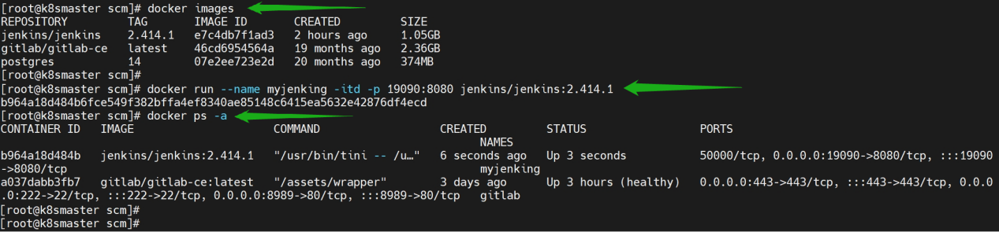 [root@k8smaster scm]# docker images
REPOSITORY          TAG       IMAGE ID       CREATED         SIZE
jenkins/jenkins     2.414.1   e7c4db7f1ad3   2 hours ago     1.05GB
gitlab/gitlab-ce    latest    46cd6954564a   19 months ago   2.36GB
postgres            14        07e2ee723e2d   20 months ago   374MB
[root@k8smaster scm]#
[root@k8smaster scm]# docker run --name myjenking -itd -p 19090:8080 jenkins/jenkins:2.414.1
b964a18d484b6fce549f382bffa4ef8340ae85148c6415ea5632e42876df4ecd
[root@k8smaster scm]# docker ps -a
CONTAINER ID   IMAGE                     COMMAND                  CREATED         STATUS                 PORTS
NAMES
b964a18d484b   jenkins/jenkins:2.414.1   "/usr/bin/tini -- /u…"   6 seconds ago   Up 3 seconds           50000/tcp, 0.0.0.0:19090->8080/tcp, :::19090
->8080/tcp                                                        myjenking
a037dabb3fb7   gitlab/gitlab-ce:latest   "/assets/wrapper"        3 days ago      Up 3 hours (healthy)   0.0.0.0:443->443/tcp, :::443->443/tcp, 0.0.0
.0:222->22/tcp, :::222->22/tcp, 0.0.0.0:8989->80/tcp, :::8989->80/tcp   gitlab
[root@k8smaster scm]#
[root@k8smaster scm]#